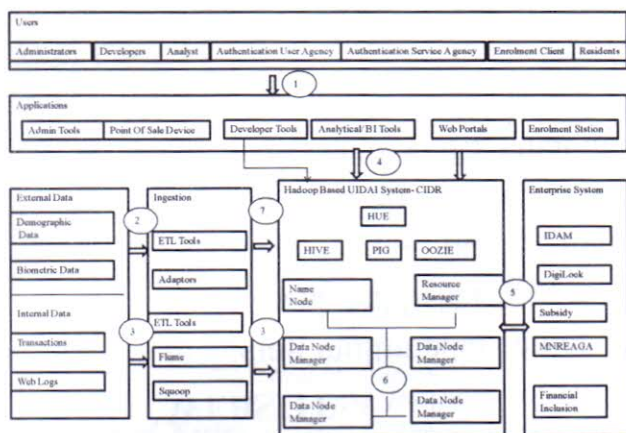 Users
Administrators Developers Analyst Authentication User Agency Authentication Service Agency Enrolment Client Residents
1
Applications
Admin Tools Point Of Sale Device Developer Tools Analytical/BI Tools Web Portals Enrolment Ststion
4
External Data
Demographic
Data
Biometric Data
Internal Data
Transactions
Web Logs
2
3
Ingestion
ETL Tools
Adaptors
ETL Tools
Flume
Squoop
7
3
Hadoop Based UIDAI System- CIDR
HUE
HIVE PIG OOZIE
Name
Node
Resource
Manager
Data Node
Manager
Data Node
Manager
6
Data Node
Manager
Data Node
Manager
5
Enterprise System
IDAM
DigiLock
Subsidy
MNREAGA
Financial
Inclusion